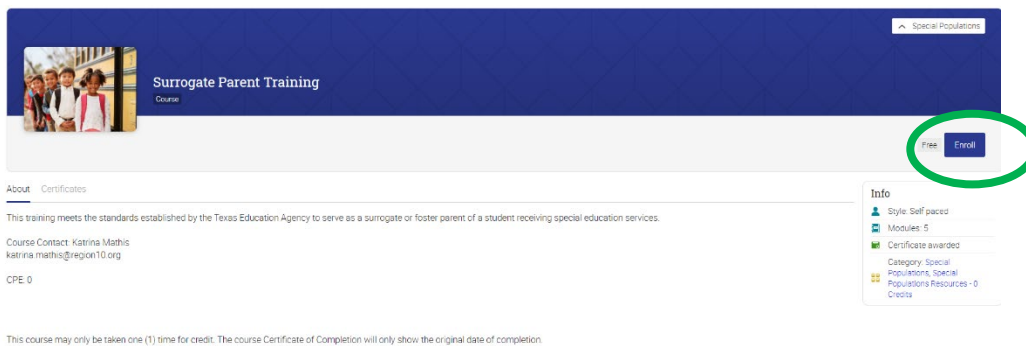 Special Populations
Surrogate Parent Training
Course
Free
Enroll
About
Certificates
This training meets the standards established by the Texas Education Agency to serve as a surrogate or foster parent of a student receiving special education services.
Course Contact: Katrina Mathis
katrina.mathis@region10.org
CPE: 0
This course may only be taken one (1) time for credit. The course Certificate of Completion will only show the original date of completion.
Info
Style: Self paced
Modules: 5
Certificate awarded
Category: Special
Populations, Special
Populations Resources - 0
Credits